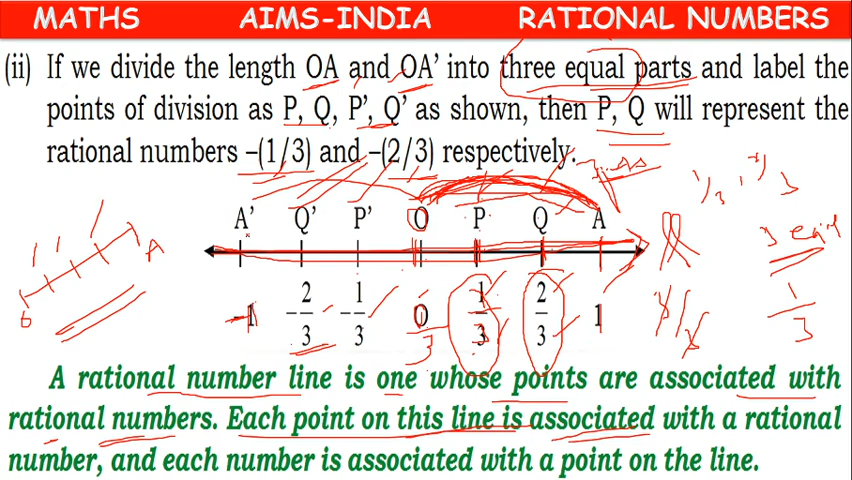 MATHS AIMS-INDIA RATIONAL NUMBERS
(ii) If we divide the length OA and OA’ into three equal parts and label the
points of division as P, Q, P’, Q’ as shown, then P, Q will represent the
rational numbers –(1/3) and –(2/3) respectively.
A’ Q’ P’ O P Q A
–1 –2/3 –1/3 0 1/3 2/3 1
A
0
3
1/3
A rational number line is one whose points are associated with
rational numbers. Each point on this line is associated with a rational
number, and each number is associated with a point on the line.